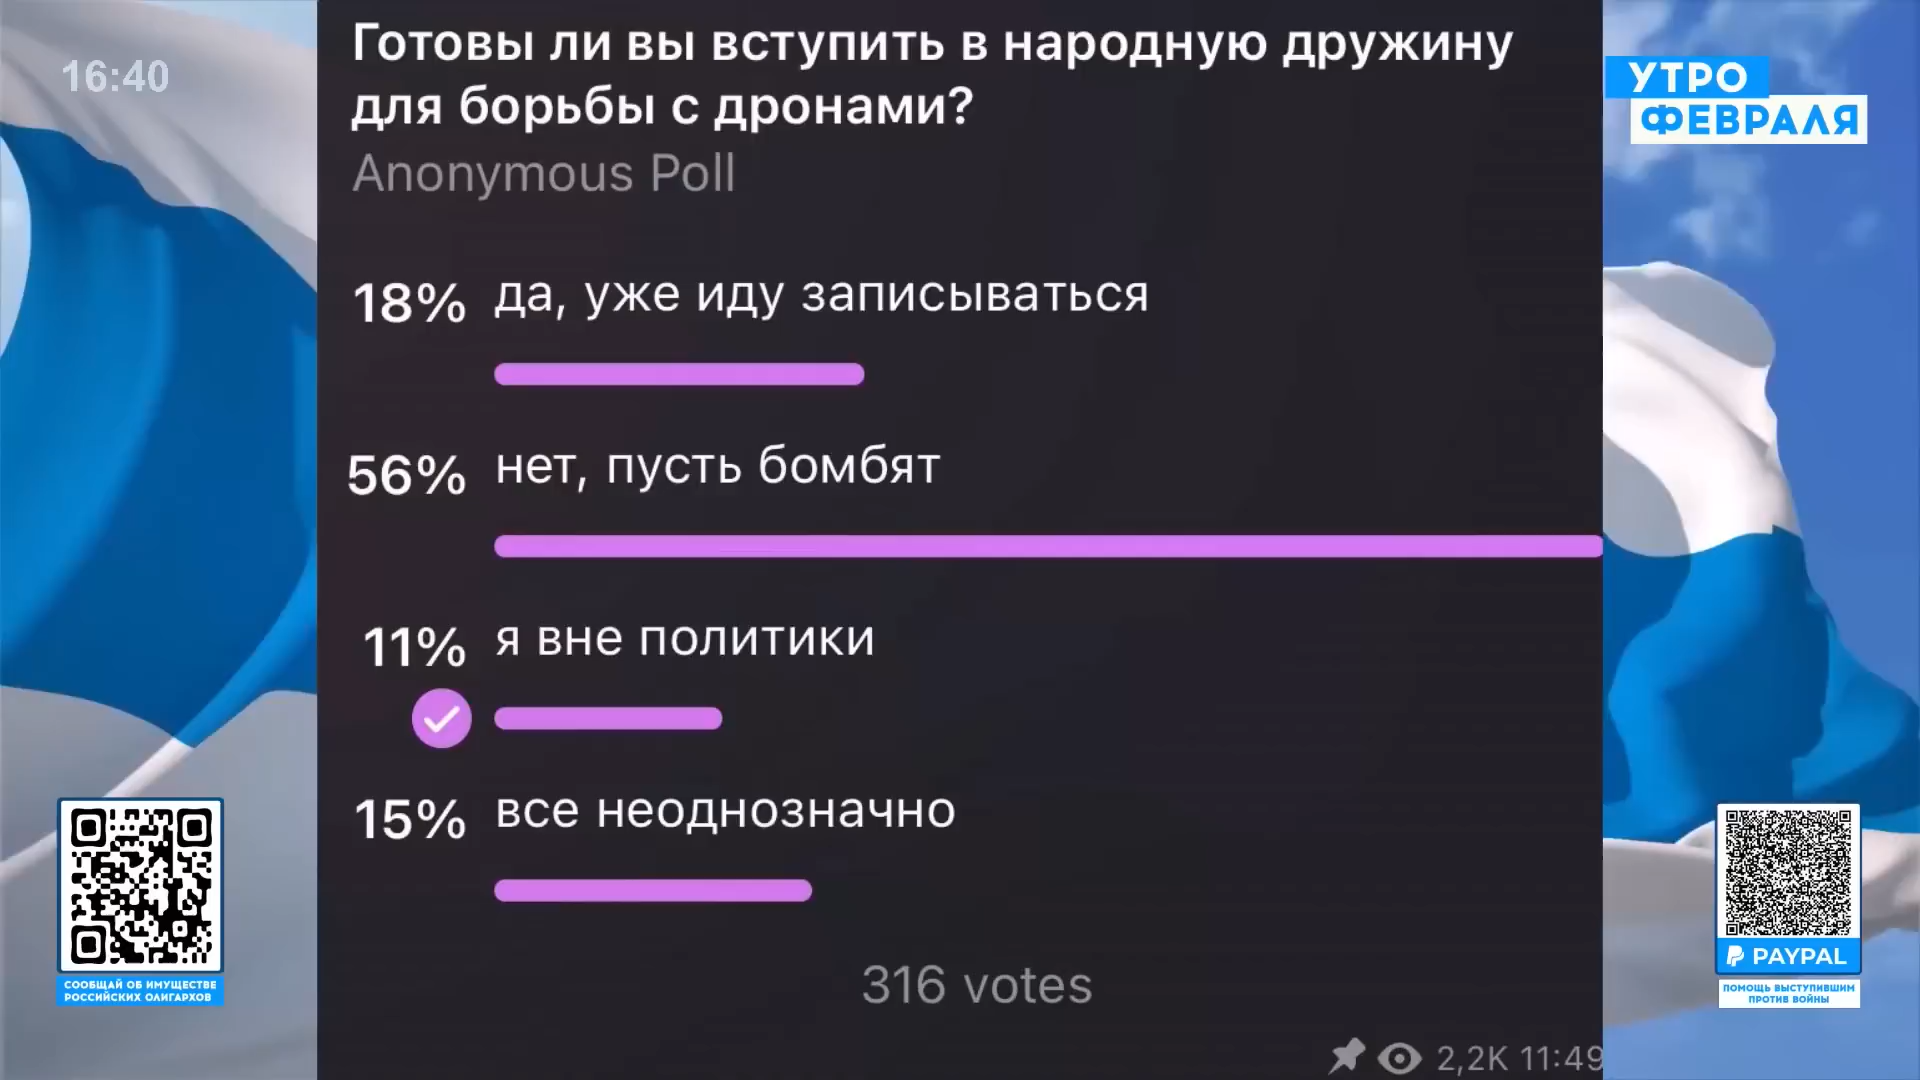 16:40
Готовы ли вы вступить в народную дружину
для борьбы с дронами?
Anonymous Poll
18% да, уже иду записываться
56% нет, пусть бомбят
11% я вне политики
15% все неоднозначно
316 votes
2,2K 11:49
УТРО
ФЕВРАЛЯ
СООБЩАЙ ОБ ИМУЩЕСТВЕ
РОССИЙСКИХ ОЛИГАРХОВ
PAYPAL
ПОМОЩЬ ВЫСТУПИВШИМ
ПРОТИВ ВОЙНЫ